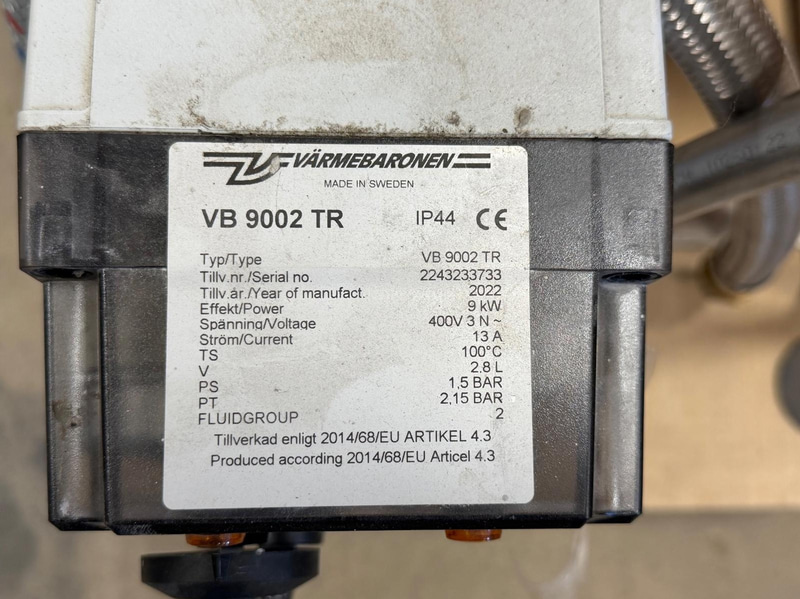 VÄRMEBARONEN
MADE IN SWEDEN
VB 9002 TR IP44 CE
Typ/Type VB 9002 TR
Tillv.nr./Serial no. 2243233733
Tillv.år./Year of manufact. 2022
Effekt/Power 9 kW
Spänning/Voltage 400V 3 N ~
Ström/Current 13 A
TS 100°C
V 2,8 L
PS 1,5 BAR
PT 2,15 BAR
FLUIDGROUP 2
Tillverkad enligt 2014/68/EU ARTIKEL 4.3
Produced according 2014/68/EU Articel 4.3